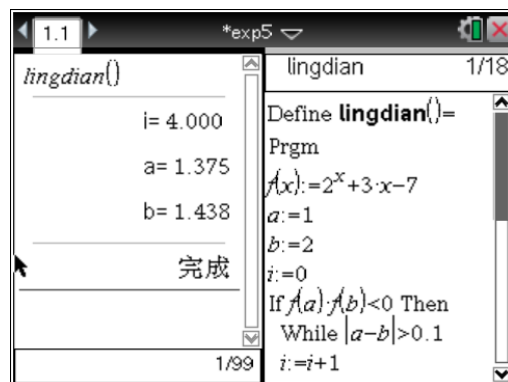 1.1
*exp5
lingdian()
i= 4.000
a= 1.375
b= 1.438
完成
1/99
lingdian 1/18
Define lingdian()=
Prgm
f(x):=2^x+3·x-7
a:=1
b:=2
i:=0
If f(a)·f(b)<0 Then
While |a-b|>0.1
i:=i+1